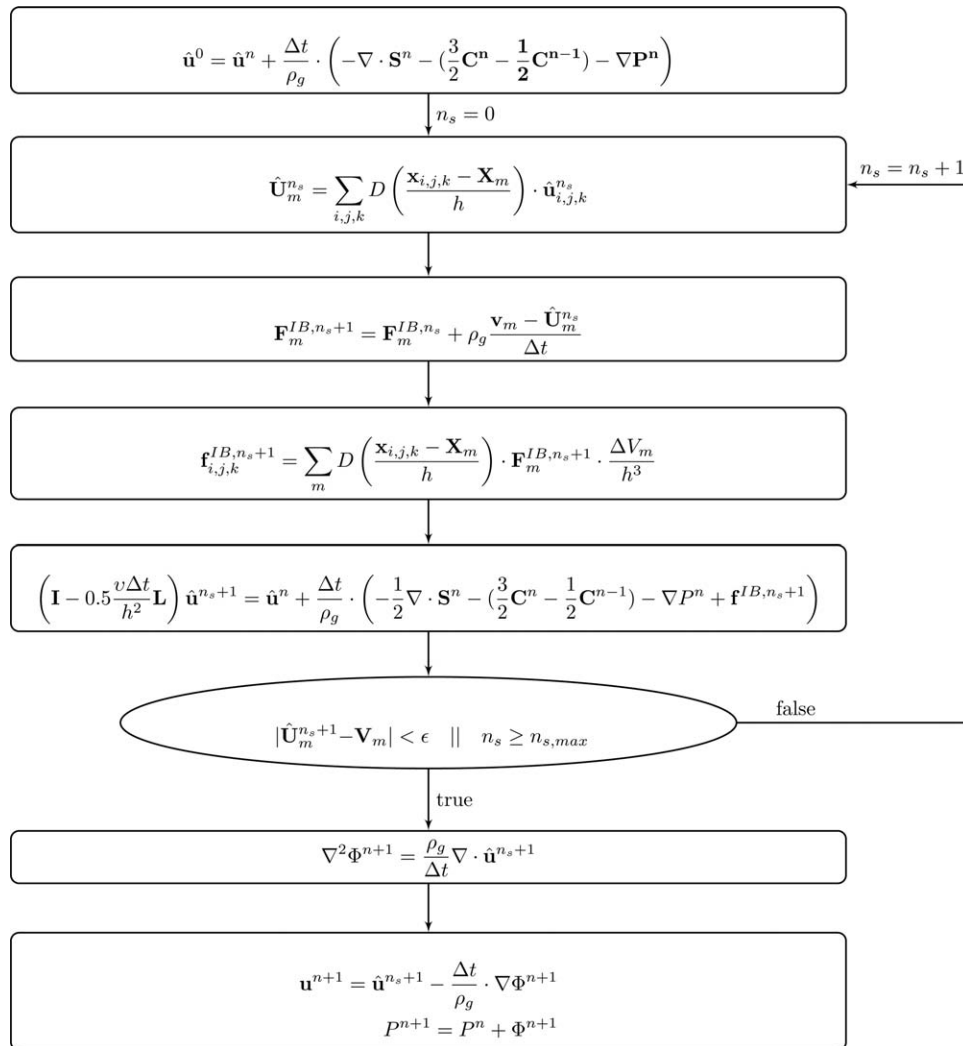 û⁰ = ûⁿ + Δt/ρ_g · ( −∇ · Sⁿ − (3/2 Cⁿ − 1/2 Cⁿ⁻¹) − ∇Pⁿ )
n_s = 0
Û_m^{n_s} = ∑_{i,j,k} D ( (x_{i,j,k} − X_m)/h ) · û_{i,j,k}^{n_s}
n_s = n_s + 1
F_m^{IB,n_s+1} = F_m^{IB,n_s} + ρ_g (v_m − Û_m^{n_s})/Δt
f_{i,j,k}^{IB,n_s+1} = ∑_m D ( (x_{i,j,k} − X_m)/h ) · F_m^{IB,n_s+1} · ΔV_m/h³
( I − 0.5 υΔt/h² L ) û^{n_s+1} = ûⁿ + Δt/ρ_g · ( −1/2 ∇ · Sⁿ − (3/2 Cⁿ − 1/2 Cⁿ⁻¹) − ∇Pⁿ + f^{IB,n_s+1} )
|Û_m^{n_s+1} − V_m| < ϵ || n_s ≥ n_{s,max}
false
true
∇²Φⁿ⁺¹ = ρ_g/Δt ∇ · û^{n_s+1}
uⁿ⁺¹ = û^{n_s+1} − Δt/ρ_g · ∇Φⁿ⁺¹
Pⁿ⁺¹ = Pⁿ + Φⁿ⁺¹